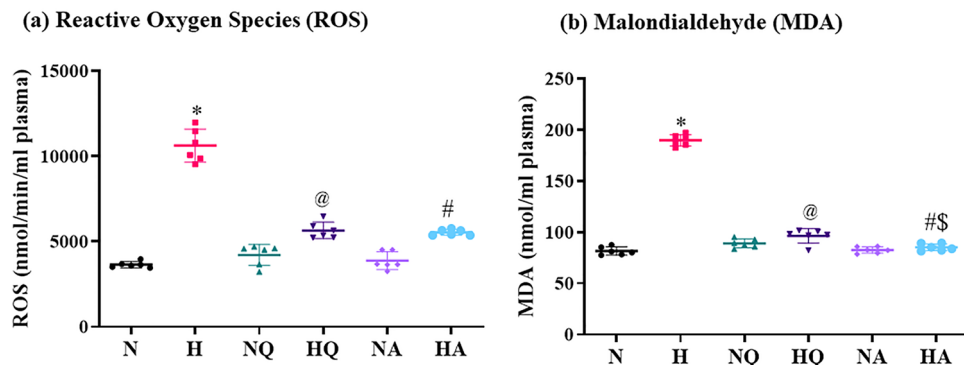 (a) Reactive Oxygen Species (ROS)
ROS (nmol/min/ml plasma)
15000
10000
5000
0
*
@
#
N H NQ HQ NA HA
(b) Malondialdehyde (MDA)
MDA (nmol/ml plasma)
250
200
150
100
50
0
*
@
#$
N H NQ HQ NA HA